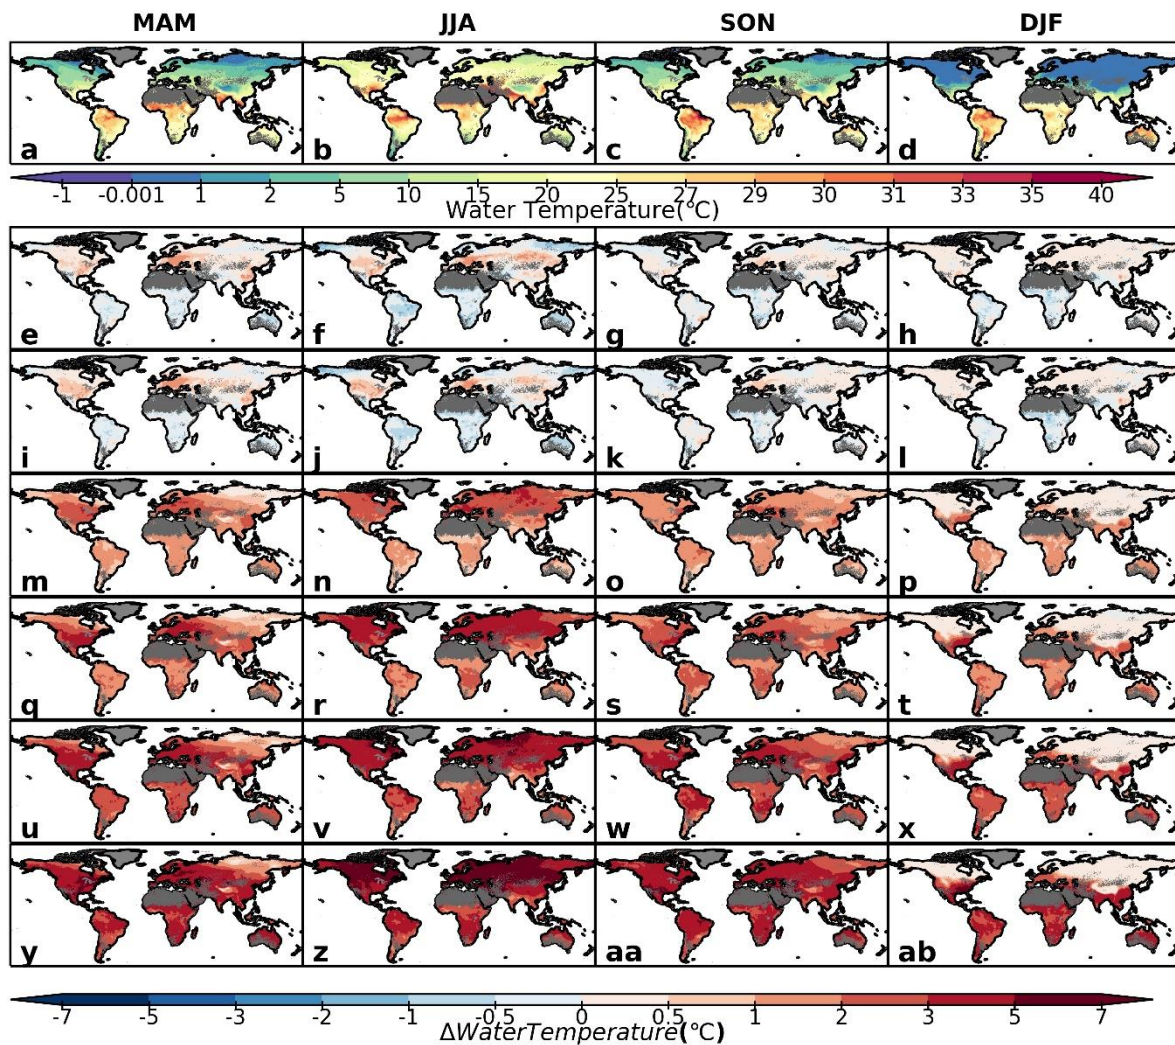 MAM JJA SON DJF
a b c d
-1 -0.001 1 2 5 10 15 20 25 27 29 30 31 33 35 40
Water Temperature(°C)
e f g h
i j k l
m n o p
q r s t
u v w x
y z aa ab
-7 -5 -3 -2 -1 -0.5 0 0.5 1 2 3 5 7
ΔWaterTemperature(°C)